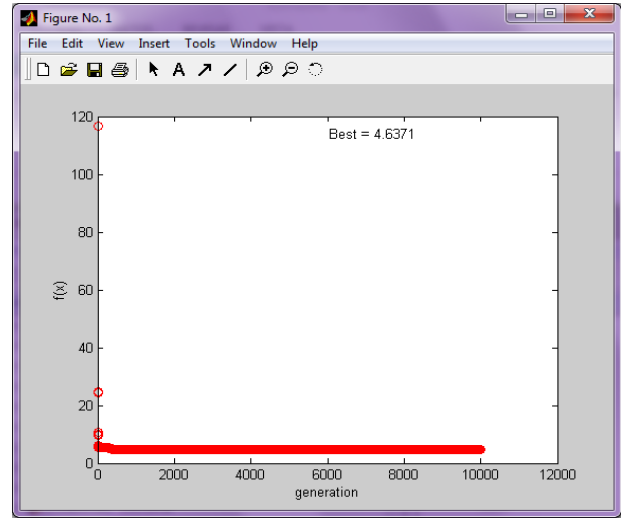 Figure No. 1
File Edit View Insert Tools Window Help
120
Best = 4.6371
100
80
f(x)
60
40
20
0
0 2000 4000 6000 8000 10000 12000
generation